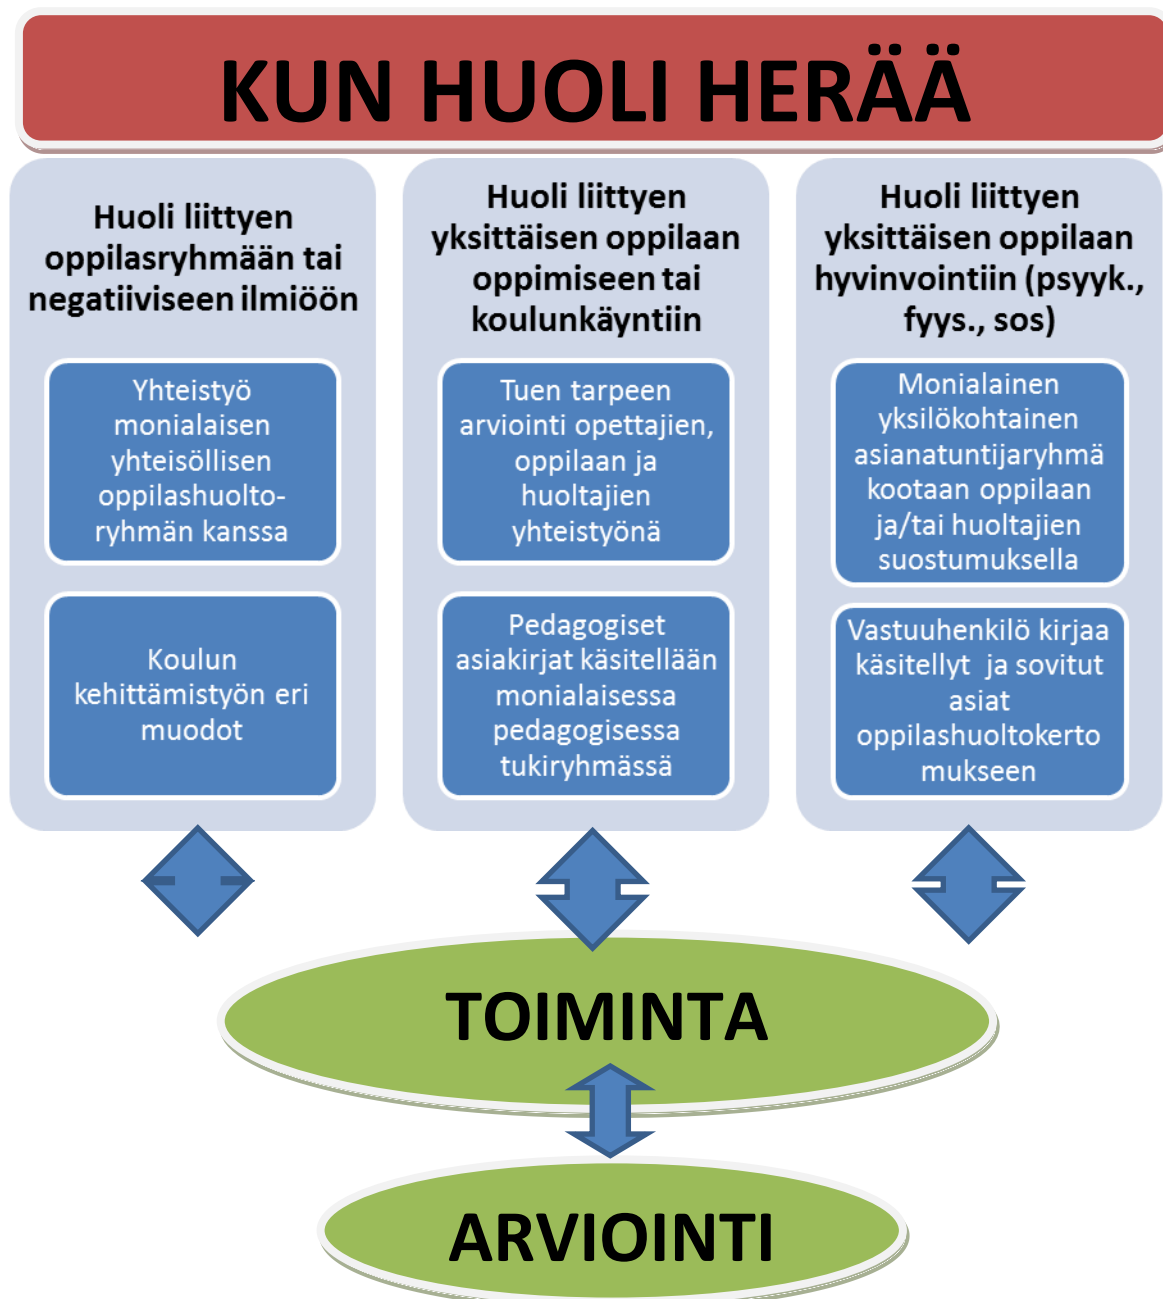 KUN HUOLI HERÄÄ
Huoli liittyen
oppilasryhmään tai
negatiiviseen ilmiöön
Yhteistyö
monialaisen
yhteisöllisen
oppilashuolto-
ryhmän kanssa
Koulun
kehittämistyön eri
muodot
Huoli liittyen
yksittäisen oppilaan
oppimiseen tai
koulunkäyntiin
Tuen tarpeen
arviointi opettajien,
oppilaan ja
huoltajien
yhteistyönä
Pedagogiset
asiakirjat käsitellään
monialaisessa
pedagogisessa
tukiryhmässä
Huoli liittyen
yksittäisen oppilaan
hyvinvointiin (psyyk.,
fyys., sos)
Monialainen
yksilökohtainen
asianatuntijaryhmä
kootaan oppilaan
ja/tai huoltajien
suostumuksella
Vastuuhenkilö kirjaa
käsitellyt ja sovitut
asiat
oppilashuoltokerto
mukseen
TOIMINTA
ARVIOINTI